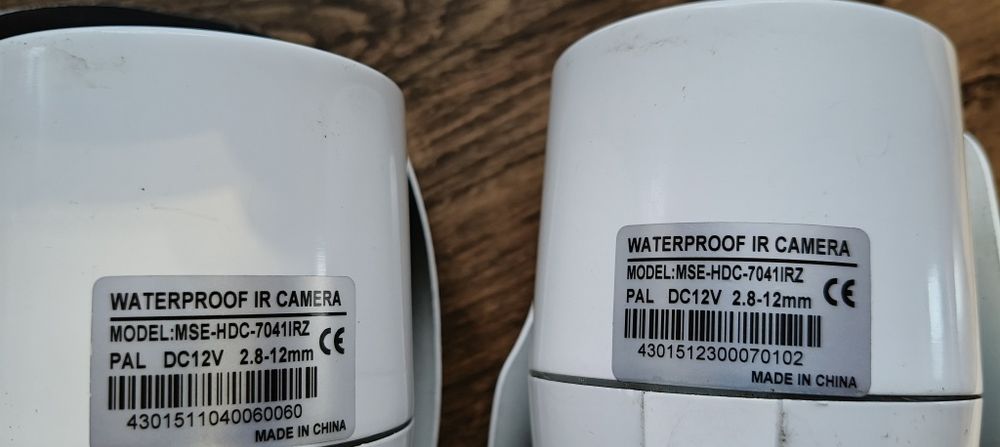 WATERPROOF IR CAMERA
MODEL:MSE-HDC-7041IRZ
PAL DC12V 2.8-12mm CE
4301511040060060
MADE IN CHINA
WATERPROOF IR CAMERA
MODEL:MSE-HDC-7041IRZ
PAL DC12V 2.8-12mm CE
4301512300070102
MADE IN CHINA